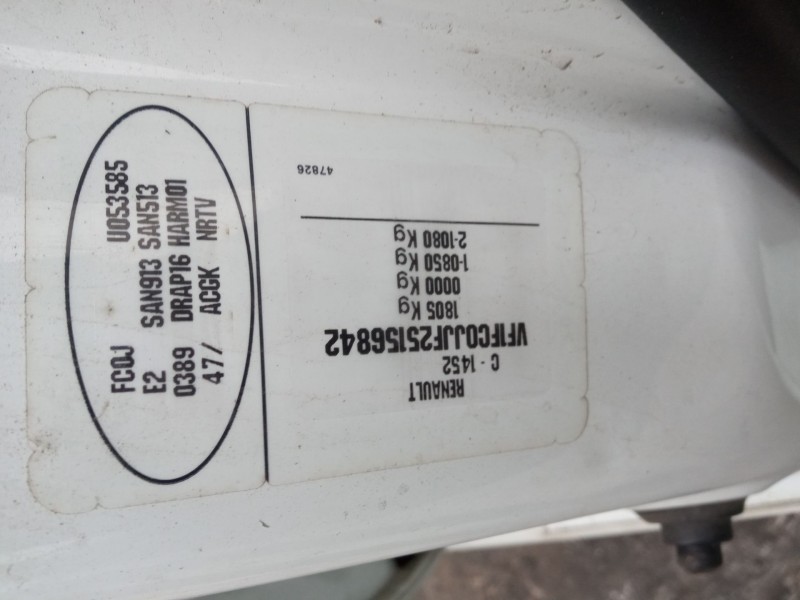 RENAULT
C - 1452
VF1FC0JJF25156842
1805 Kg
0000 Kg
1-0850 Kg
2-1080 Kg
47826
FC0J U053585
E2 SAN913 SAN513
0389 DRAP16 HARM01
47/ ACGK NRTV